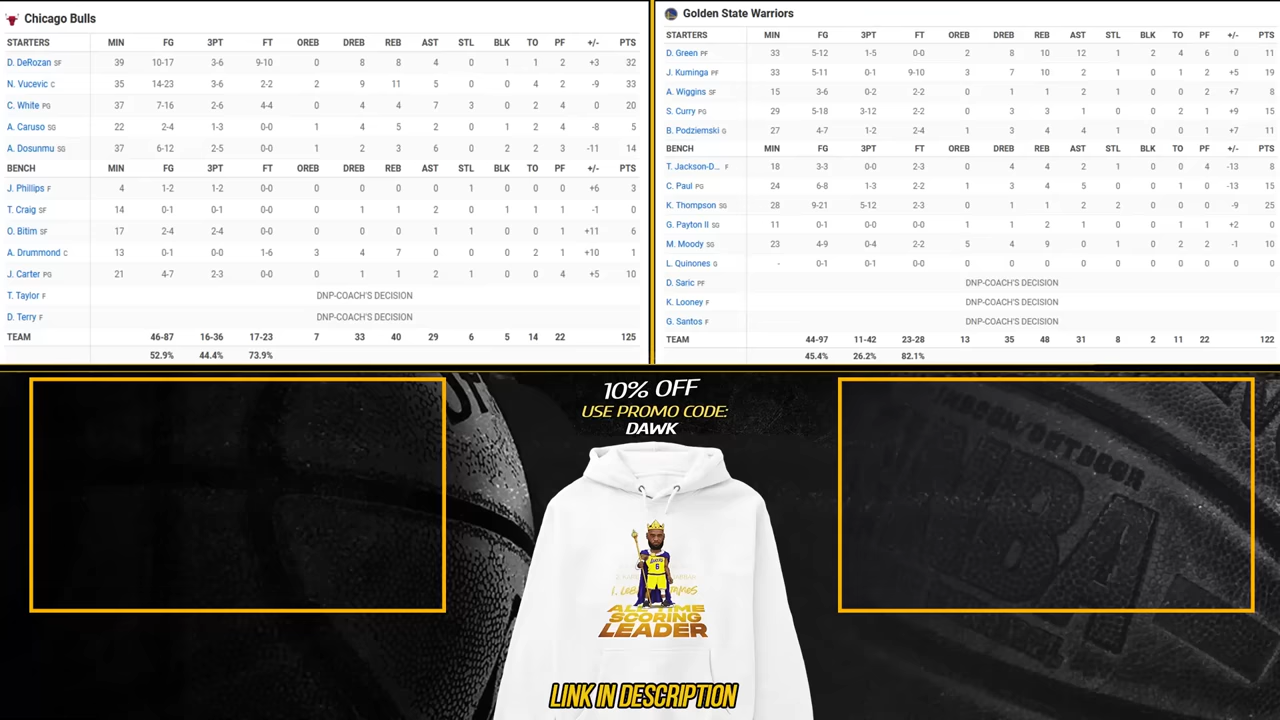 Chicago Bulls
STARTERS MIN FG 3PT FT OREB DREB REB AST STL BLK TO PF +/- PTS
D. DeRozan SF 39 10-17 3-6 9-10 0 8 8 4 0 1 1 2 +3 32
N. Vucevic C 35 14-23 3-6 2-2 2 9 11 5 0 0 4 2 -9 33
C. White PG 37 7-16 2-6 4-4 0 4 4 7 3 0 2 4 0 20
A. Caruso SG 22 2-4 1-3 0-0 1 4 5 2 0 1 2 4 -8 5
A. Dosunmu SG 37 6-12 2-5 0-0 1 2 3 6 0 2 2 3 -11 14
BENCH MIN FG 3PT FT OREB DREB REB AST STL BLK TO PF +/- PTS
J. Phillips F 4 1-2 1-2 0-0 0 0 0 0 1 0 0 0 +6 3
T. Craig SF 14 0-1 0-1 0-0 0 1 1 2 0 1 1 1 -1 0
O. Bitim SF 17 2-4 2-4 0-0 0 0 0 1 1 0 0 1 +11 6
A. Drummond C 13 0-1 0-0 1-6 3 4 7 0 0 0 2 1 +10 1
J. Carter PG 21 4-7 2-3 0-0 0 1 1 2 1 0 0 4 +5 10
T. Taylor F DNP-COACH'S DECISION
D. Terry F DNP-COACH'S DECISION
TEAM 46-87 16-36 17-23 7 33 40 29 6 5 14 22 125
52.9% 44.4% 73.9%
Golden State Warriors
STARTERS MIN FG 3PT FT OREB DREB REB AST STL BLK TO PF +/- PTS
D. Green PF 33 5-12 1-5 0-0 2 8 10 12 1 2 4 6 0 11
J. Kuminga PF 33 5-11 0-1 9-10 3 7 10 2 1 0 1 2 +5 19
A. Wiggins SF 15 3-6 0-2 2-2 0 1 1 2 1 0 0 2 +7 8
S. Curry PG 29 5-18 3-12 2-2 0 3 3 1 0 0 2 1 +9 15
B. Podziemski G 27 4-7 1-2 2-4 1 3 4 4 1 0 1 1 +7 11
BENCH MIN FG 3PT FT OREB DREB REB AST STL BLK TO PF +/- PTS
T. Jackson-D... F 18 3-3 0-0 2-3 0 4 4 2 1 0 0 4 -13 8
C. Paul PG 24 6-8 1-3 2-2 1 3 4 5 0 0 1 0 -13 15
K. Thompson SG 28 9-21 5-12 2-3 0 1 1 2 2 0 0 0 -9 25
G. Payton II SG 11 0-1 0-0 0-0 1 1 2 1 0 0 0 2 +2 0
M. Moody SG 23 4-9 0-4 2-2 5 4 9 0 1 0 2 2 -1 10
L. Quinones G - 0-1 0-1 0-0 0 0 0 0 0 0 0 0 0 0
D. Saric PF DNP-COACH'S DECISION
K. Looney F DNP-COACH'S DECISION
G. Santos F DNP-COACH'S DECISION
TEAM 44-97 11-42 23-28 13 35 48 31 8 2 11 22 122
45.4% 26.2% 82.1%
10% OFF
USE PROMO CODE:
DAWK
ALL TIME
SCORING
LEADER
LINK IN DESCRIPTION